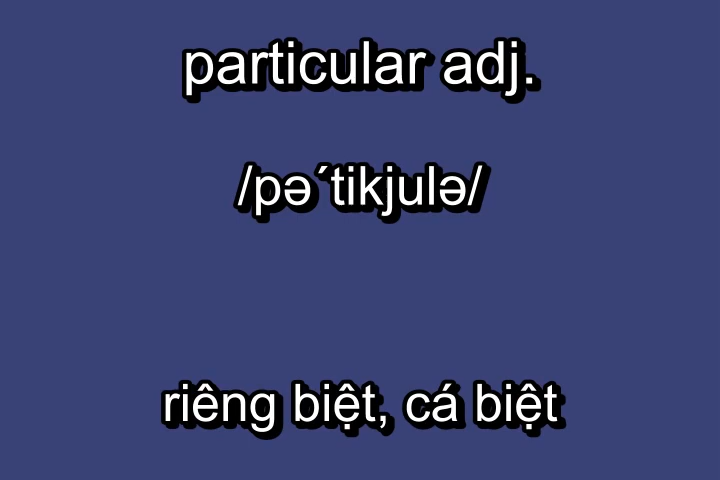 particular adj.
/pə´tikjulə/
riêng biệt, cá biệt